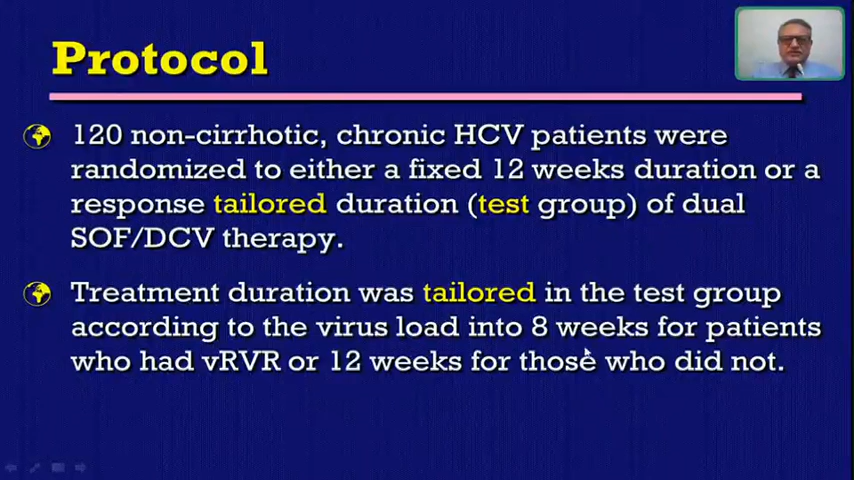 Protocol
120 non-cirrhotic, chronic HCV patients were
randomized to either a fixed 12 weeks duration or a
response tailored duration (test group) of dual
SOF/DCV therapy.
Treatment duration was tailored in the test group
according to the virus load into 8 weeks for patients
who had vRVR or 12 weeks for those who did not.